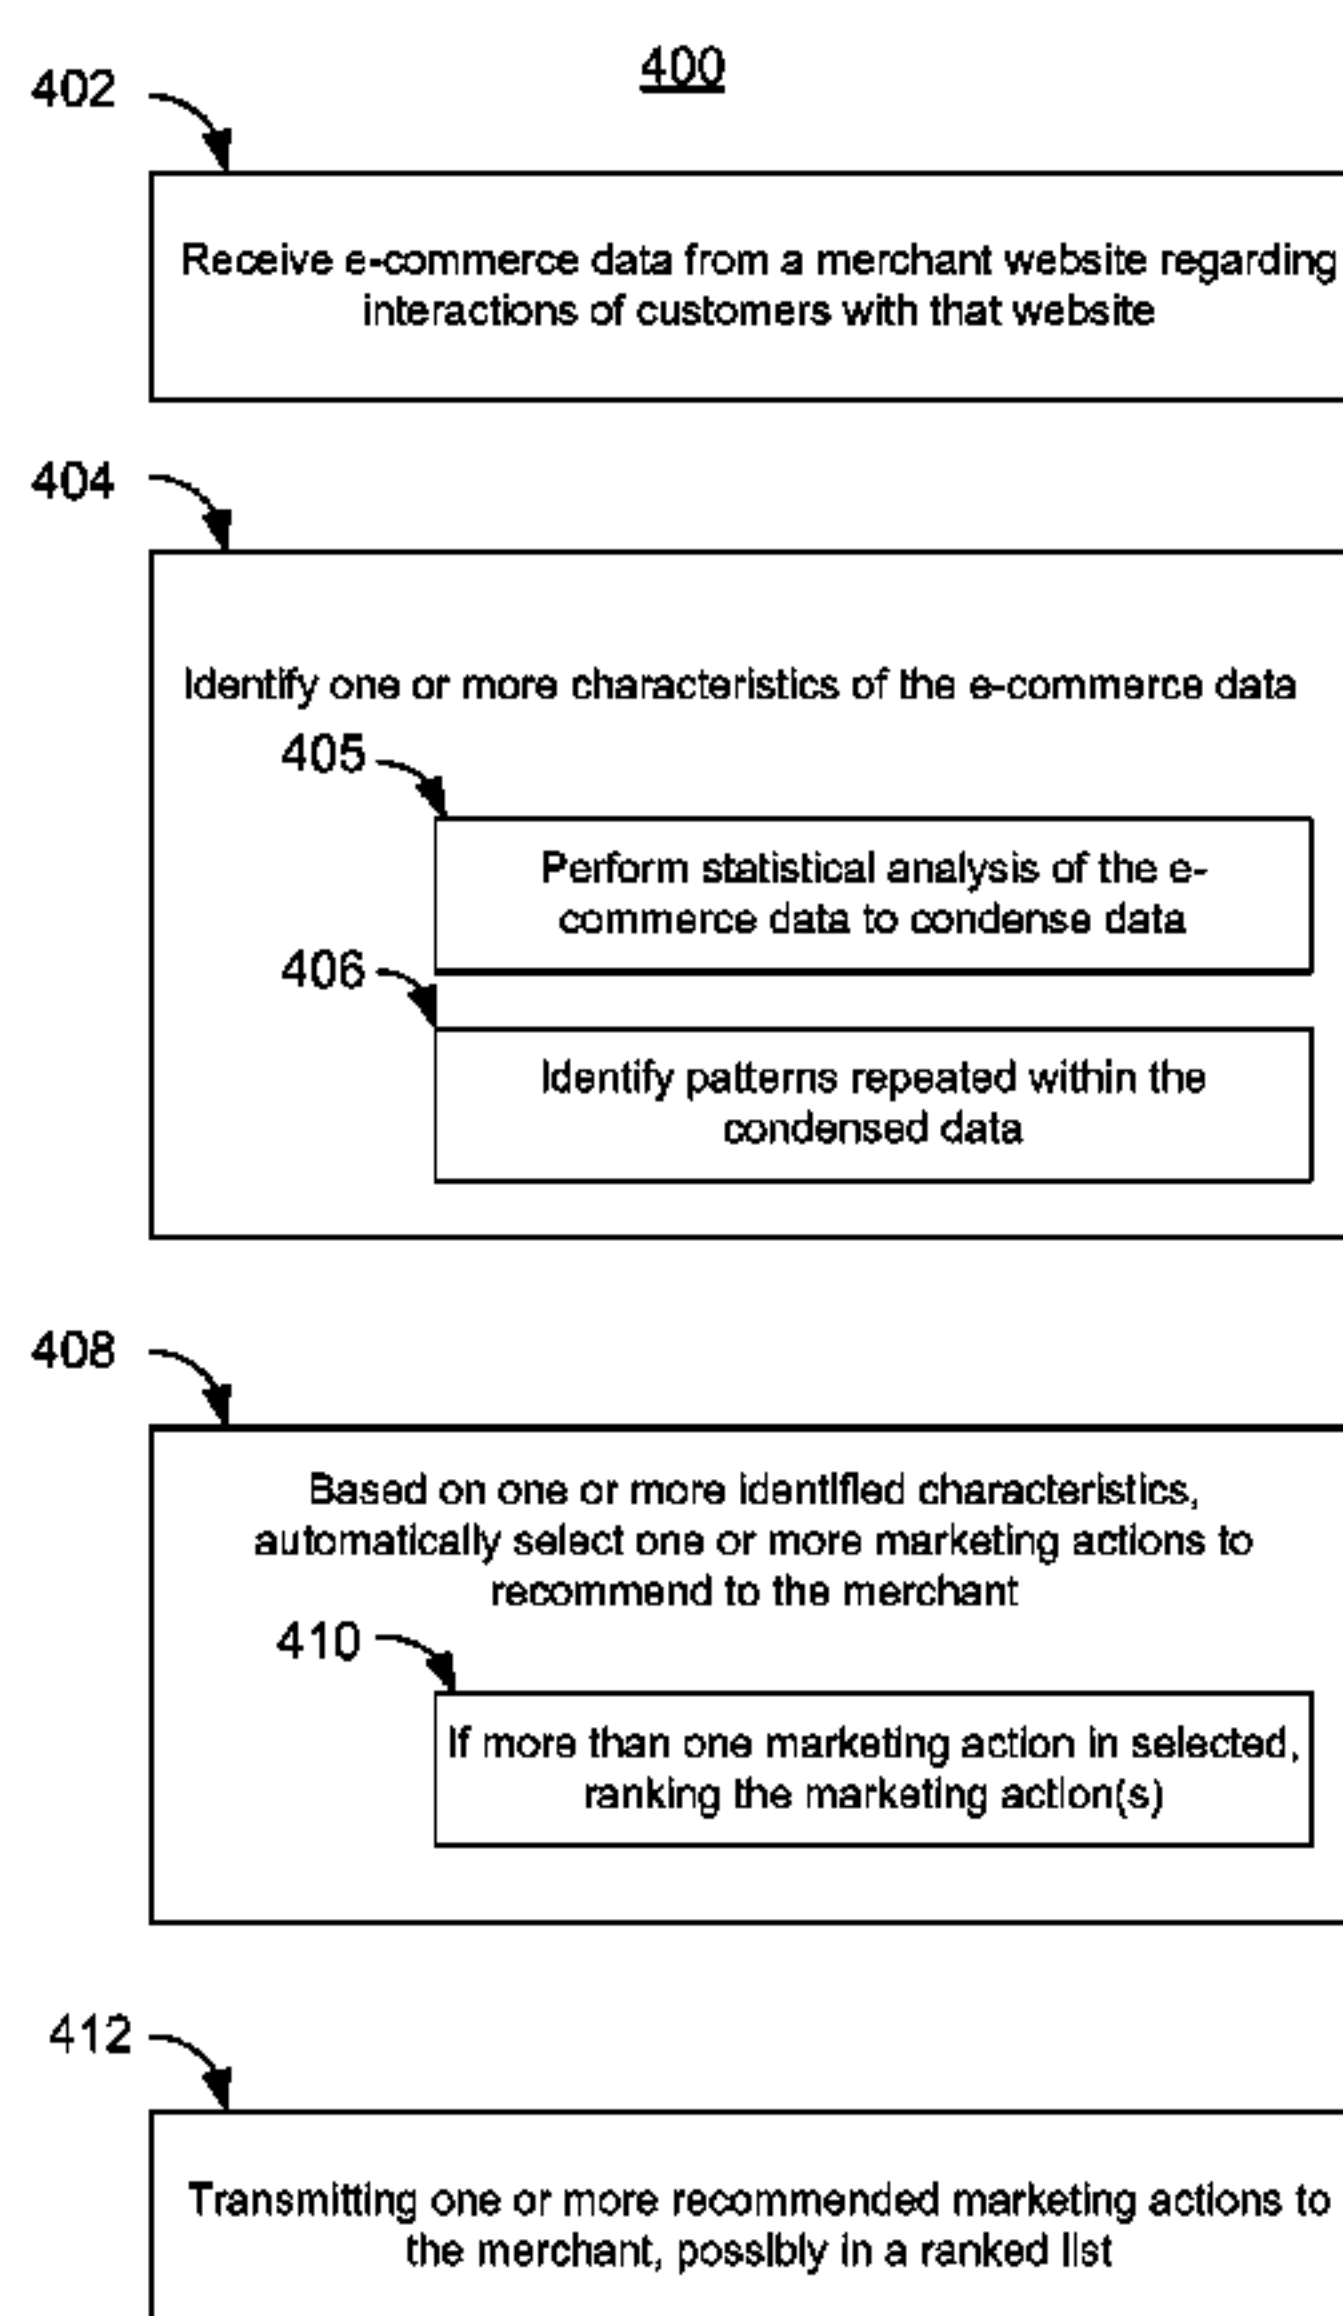 400
402
Receive e-commerce data from a merchant website regarding
interactions of customers with that website
404
Identify one or more characteristics of the e-commerce data
405
Perform statistical analysis of the e-
commerce data to condense data
406
Identify patterns repeated within the
condensed data
408
Based on one or more identified characteristics,
automatically select one or more marketing actions to
recommend to the merchant
410
If more than one marketing action in selected,
ranking the marketing action(s)
412
Transmitting one or more recommended marketing actions to
the merchant, possibly in a ranked list